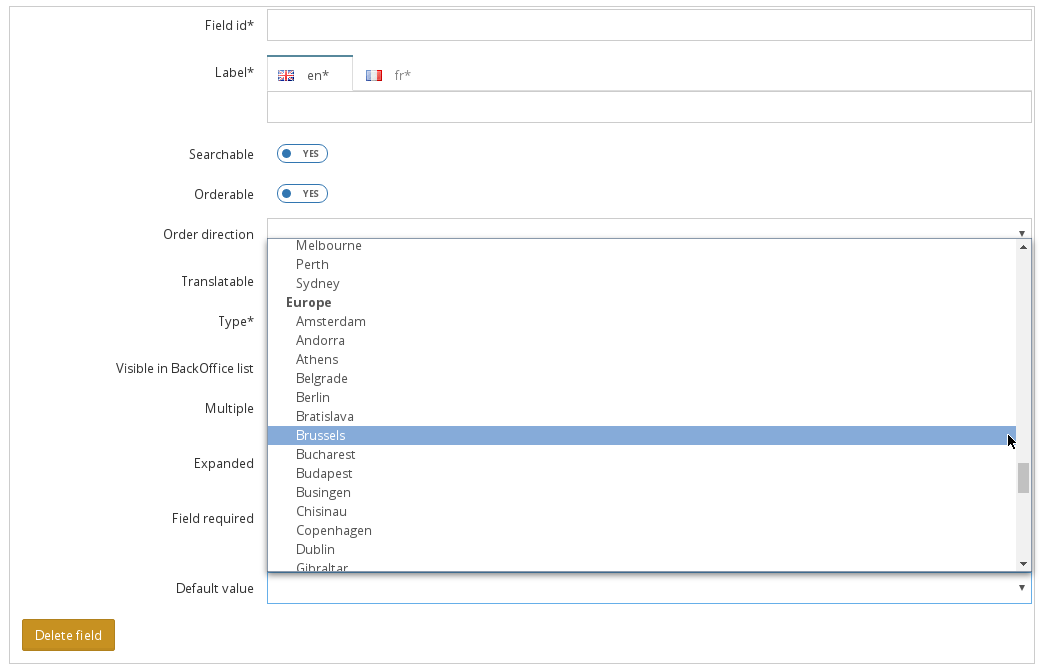 Field id*
Label*
en* fr*
Searchable YES
Orderable YES
Order direction
Melbourne
Perth
Sydney
Translatable
Europe
Amsterdam
Type*
Andorra
Athens
Visible in BackOffice list
Belgrade
Berlin
Multiple
Bratislava
Brussels
Bucharest
Expanded
Budapest
Busingen
Chisinau
Field required
Copenhagen
Dublin
Gibraltar
Default value
Delete field